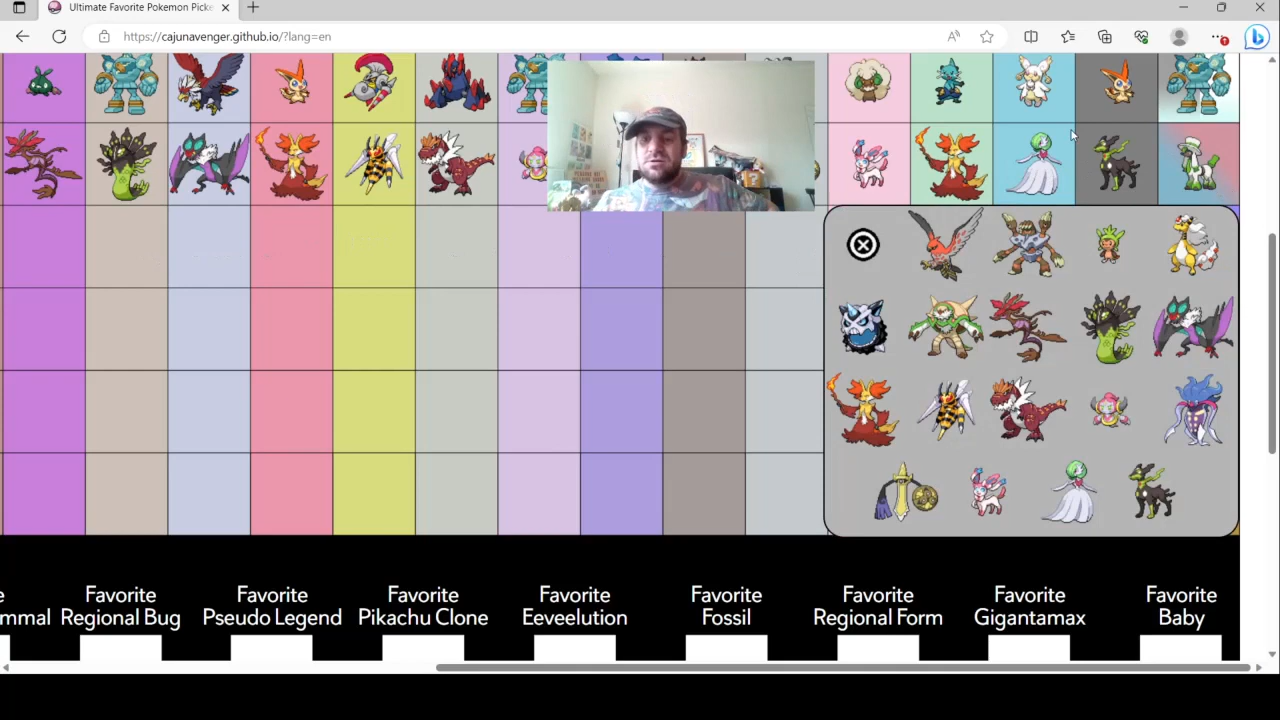 Ultimate Favorite Pokemon Picke
https://cajunavenger.github.io/?lang=en
e
mmal
Favorite
Regional Bug
Favorite
Pseudo Legend
Favorite
Pikachu Clone
Favorite
Eeveelution
Favorite
Fossil
Favorite
Regional Form
Favorite
Gigantamax
Favorite
Baby